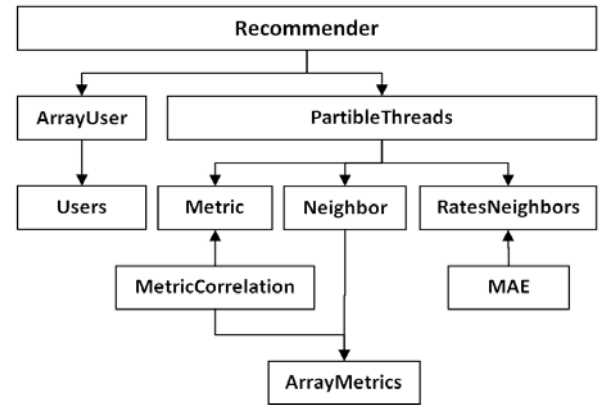 Recommender
ArrayUser
PartibleThreads
Users
Metric
Neighbor
RatesNeighbors
MetricCorrelation
MAE
ArrayMetrics